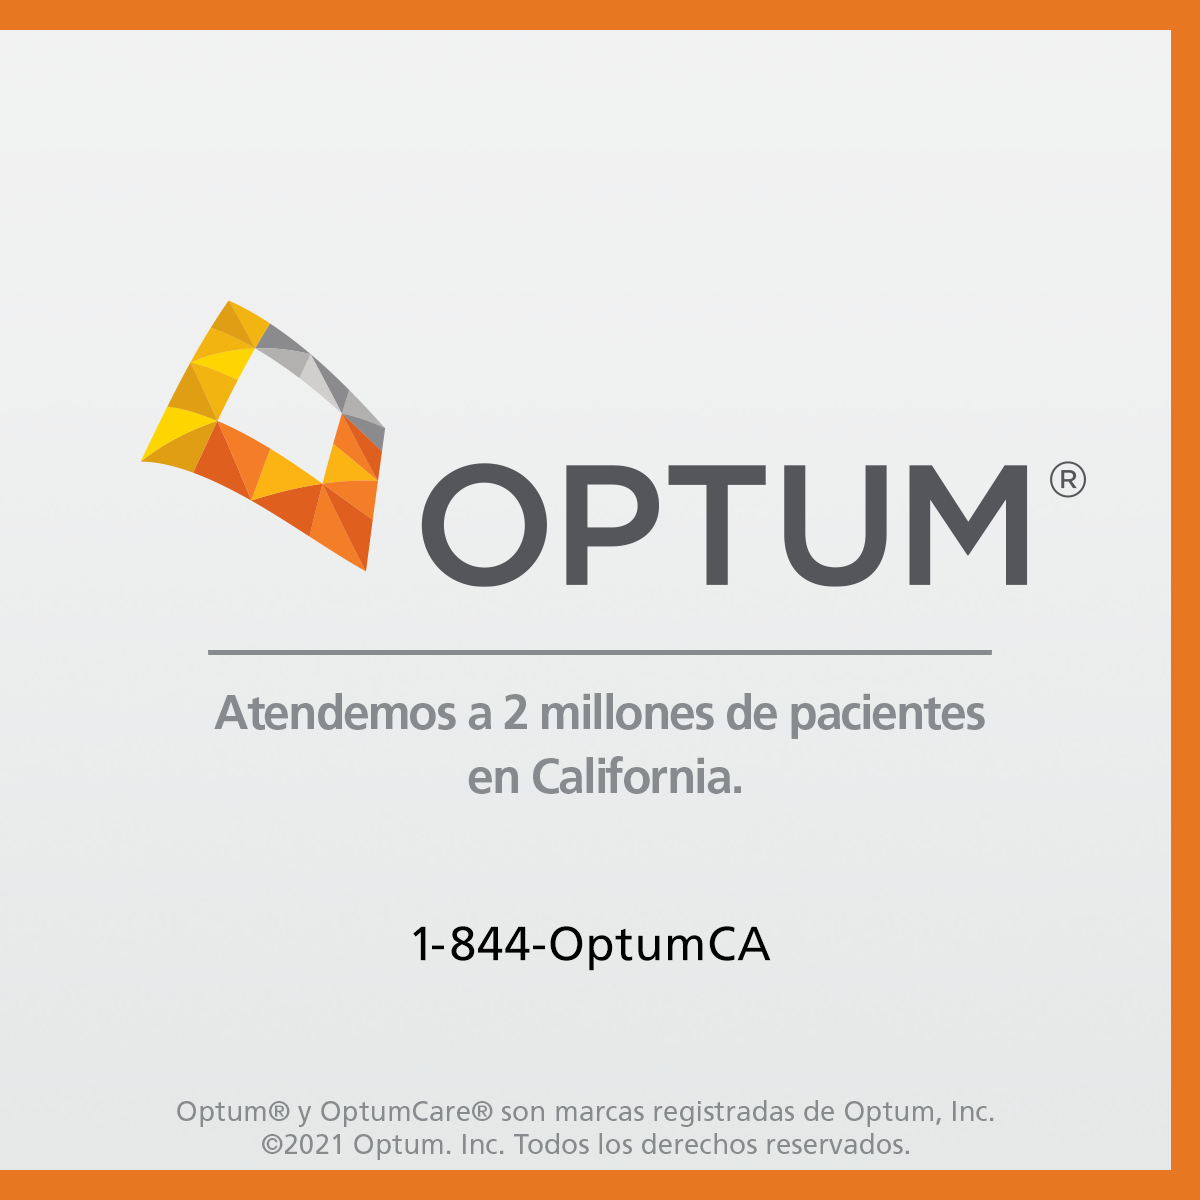 OPTUM®
Atendemos a 2 millones de pacientes
en California.
1-844-OptumCA
Optum® y OptumCare® son marcas registradas de Optum, Inc.
©2021 Optum. Inc. Todos los derechos reservados.